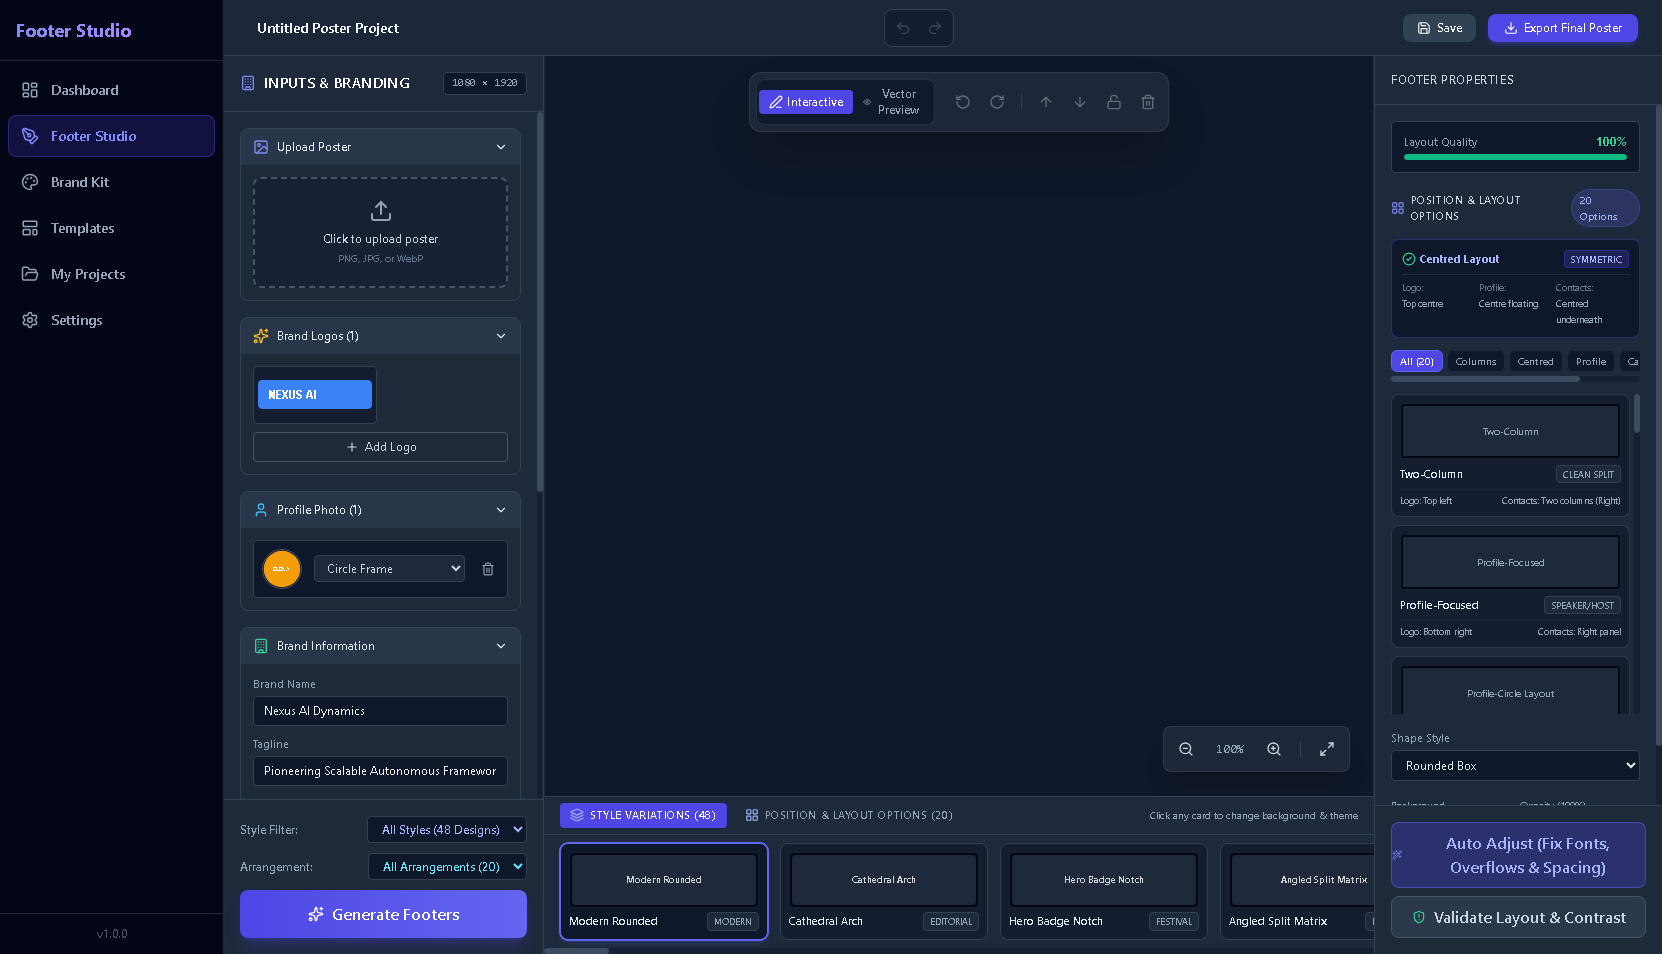 Footer Studio
Dashboard
Footer Studio
Brand Kit
Templates
My Projects
Settings
v1.0.0
Untitled Poster Project
Save
Export Final Poster
INPUTS & BRANDING
1080 × 1920
Upload Poster
Click to upload poster
PNG, JPG, or WebP
Brand Logos (1)
NEXUS AI
Add Logo
Profile Photo (1)
Circle Frame
Brand Information
Brand Name
Nexus AI Dynamics
Tagline
Pioneering Scalable Autonomous Framewor
Style Filter:
All Styles (48 Designs)
Arrangement:
All Arrangements (20)
Generate Footers
Interactive
Vector
Preview
100%
STYLE VARIATIONS (48)
POSITION & LAYOUT OPTIONS (20)
Click any card to change background & theme
Modern Rounded
Modern Rounded
MODERN
Cathedral Arch
Cathedral Arch
EDITORIAL
Hero Badge Notch
Hero Badge Notch
FESTIVAL
Angled Split Matrix
Angled Split Matrix
FOOTER PROPERTIES
Layout Quality
100%
POSITION & LAYOUT
OPTIONS
20
Options
Centred Layout
SYMMETRIC
Logo:
Top centre
Profile:
Centre floating
Contacts:
Centred
underneath
All (20)
Columns
Centred
Profile
Ca
Two-Column
Two-Column
CLEAN SPLIT
Logo: Top left
Contacts: Two columns (Right)
Profile-Focused
Profile-Focused
SPEAKER/HOST
Logo: Bottom right
Contacts: Right panel
Profile-Circle Layout
Shape Style
Rounded Box
Background
Opacity (100%)
Auto Adjust (Fix Fonts,
Overflows & Spacing)
Validate Layout & Contrast